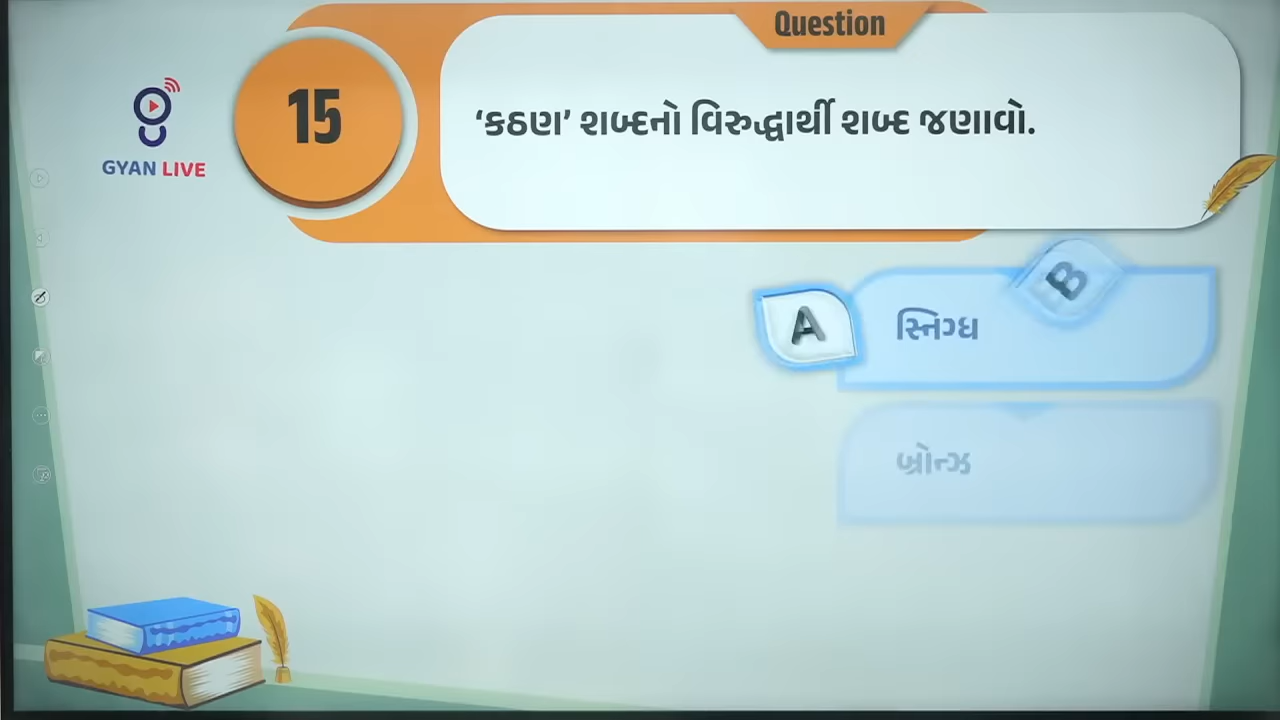 Question
15
‘કઠણ’ શબ્દનો વિરુદ્ધાર્થી શબ્દ જણાવો.
GYAN LIVE
A
સ્નિગ્ધ
B
બ્રોન્ઝ